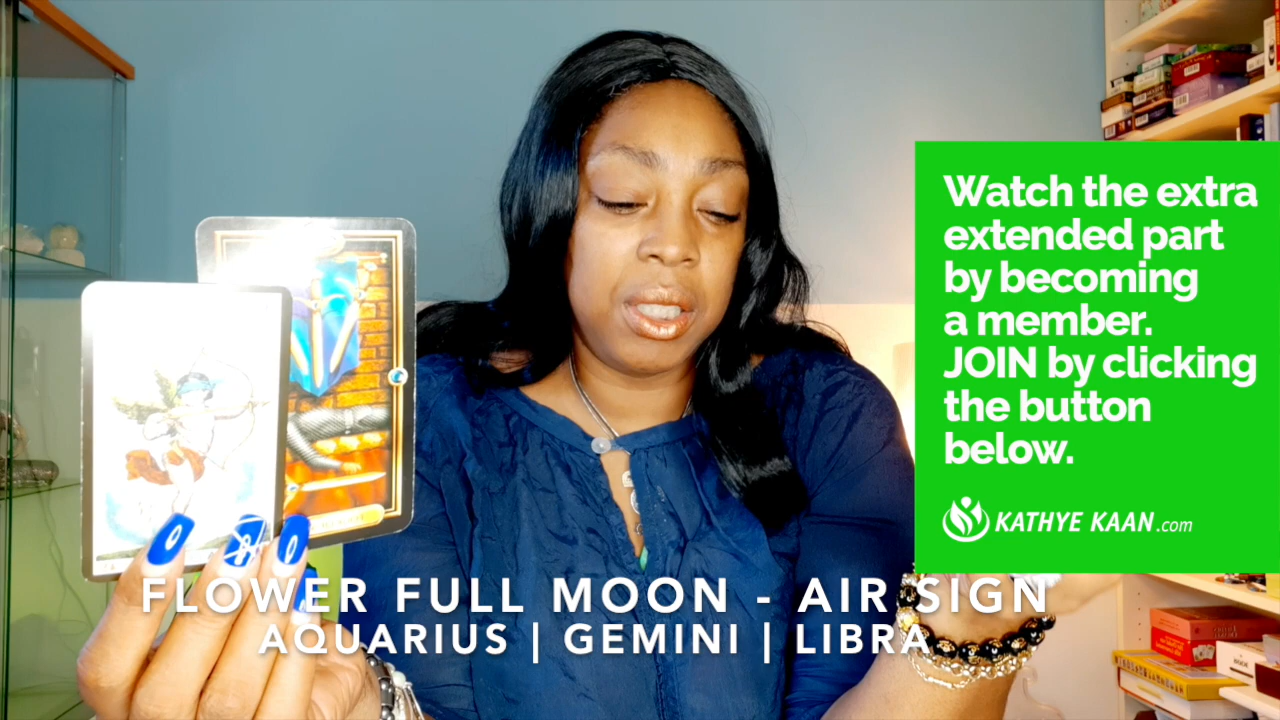 Watch the extra
extended part
by becoming
a member.
JOIN by clicking
the button
below.
KATHYE KAAN.com
FLOWER FULL MOON - AIR SIGN
AQUARIUS | GEMINI | LIBRA